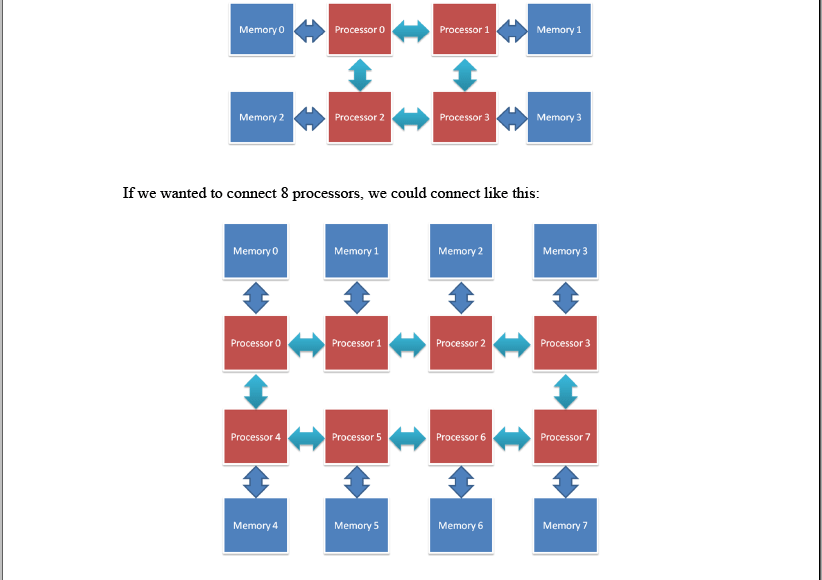 Memory 0 Processor 0 Processor 1 Memory 1
Memory 2 Processor 2 Processor 3 Memory 3
If we wanted to connect 8 processors, we could connect like this:
Memory 0 Memory 1 Memory 2 Memory 3
Processor 0 Processor 1 Processor 2 Processor 3
Processor 4 Processor 5 Processor 6 Processor 7
Memory 4 Memory 5 Memory 6 Memory 7